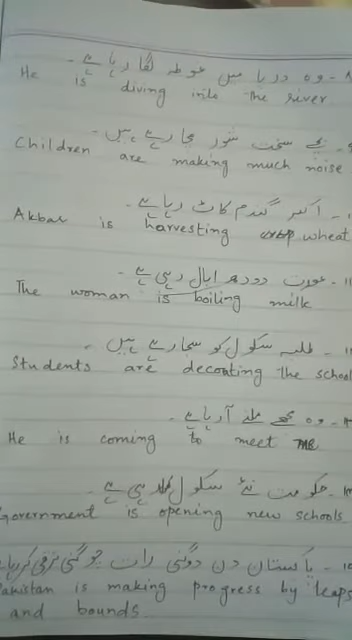 ۸- وہ دریا میں غوطہ لگا رہا ہے۔
He is diving into the river
بچے سخت شور مچا رہے ہیں۔
Children are making much noise
اکبر گندم کاٹ رہا ہے۔
Akbar is harvesting wheat
۱۱- عورت دودھ ابال رہی ہے۔
The woman is boiling milk
طلبہ سکول کو سجا رہے ہیں۔
Students are decorating the school
وہ مجھے ملنے آ رہا ہے۔
He is coming to meet me
حکومت نئے سکول کھول رہی ہے۔
Government is opening new schools
پاکستان دن دوگنی رات چوگنی ترقی کر رہا
Pakistan is making progress by leaps
and bounds.